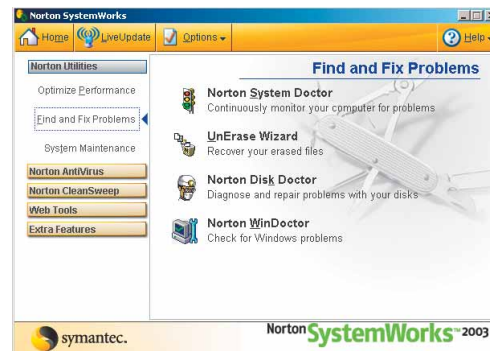 Norton SystemWorks
Home LiveUpdate Options Help
Norton Utilities
Optimize Performance
Find and Fix Problems
System Maintenance
Norton AntiVirus
Norton CleanSweep
Web Tools
Extra Features
Find and Fix Problems
Norton System Doctor
Continuously monitor your computer for problems
UnErase Wizard
Recover your erased files
Norton Disk Doctor
Diagnose and repair problems with your disks
Norton WinDoctor
Check for Windows problems
symantec.
Norton SystemWorks™ 2003